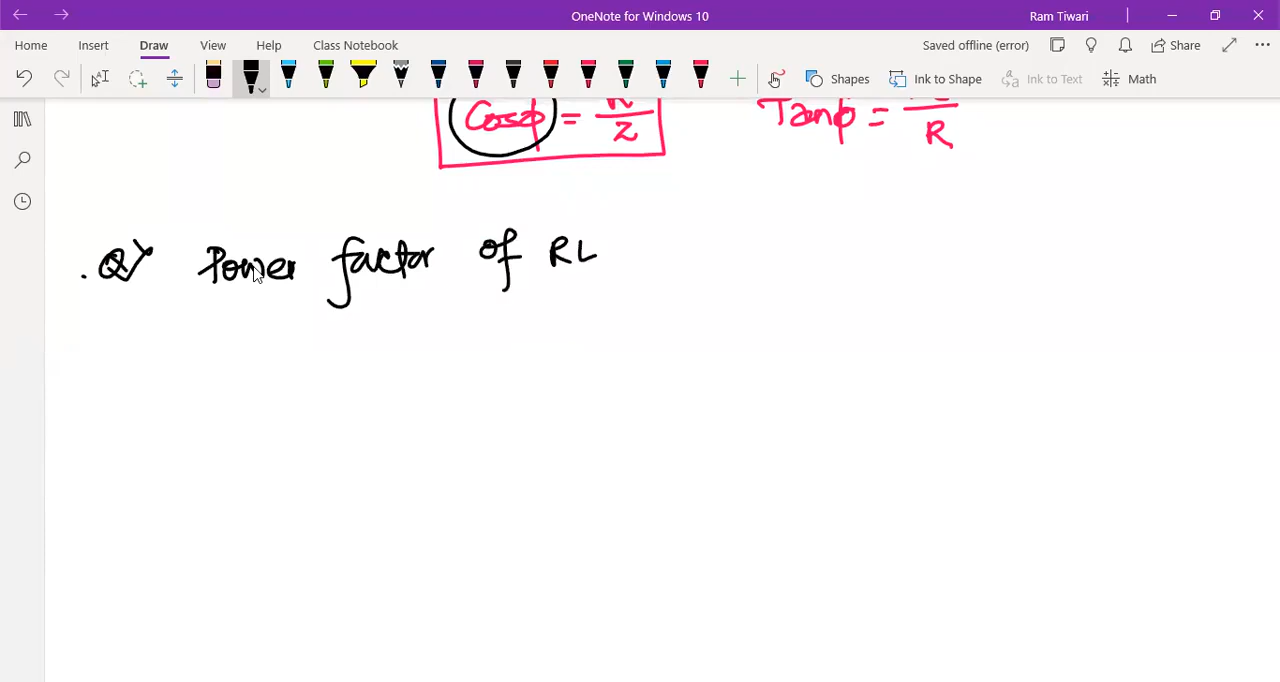 OneNote for Windows 10
Ram Tiwari
Home Insert Draw View Help Class Notebook
Saved offline (error)
Share
Shapes
Ink to Shape
Ink to Text
Math
Cosφ = R/Z
Tanφ = /R
Q> Power factor of RL